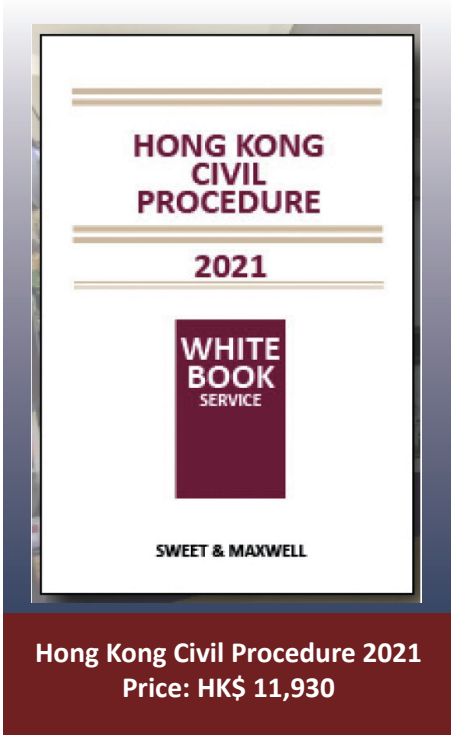 HONG KONG
CIVIL
PROCEDURE
2021
WHITE
BOOK
SERVICE
SWEET & MAXWELL
Hong Kong Civil Procedure 2021
Price: HK$ 11,930